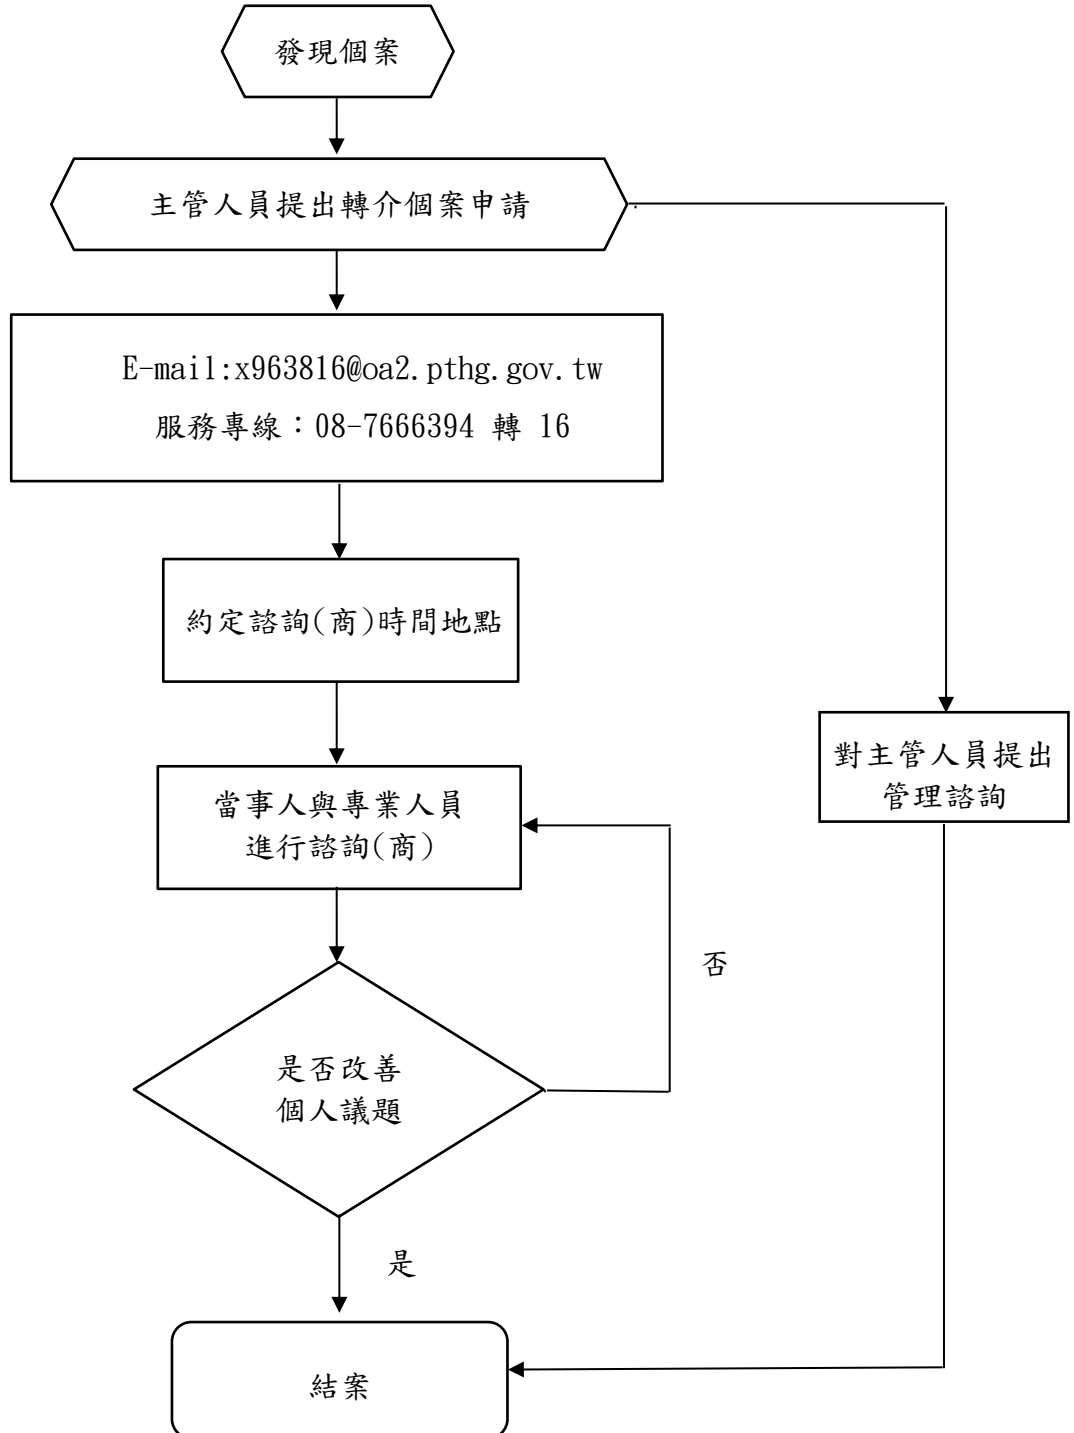 發現個案
主管人員提出轉介個案申請
E-mail:x963816@oa2.pthg.gov.tw
服務專線：08-7666394 轉 16
約定諮詢(商)時間地點
對主管人員提出
管理諮詢
當事人與專業人員
進行諮詢(商)
否
是否改善
個人議題
是
結案